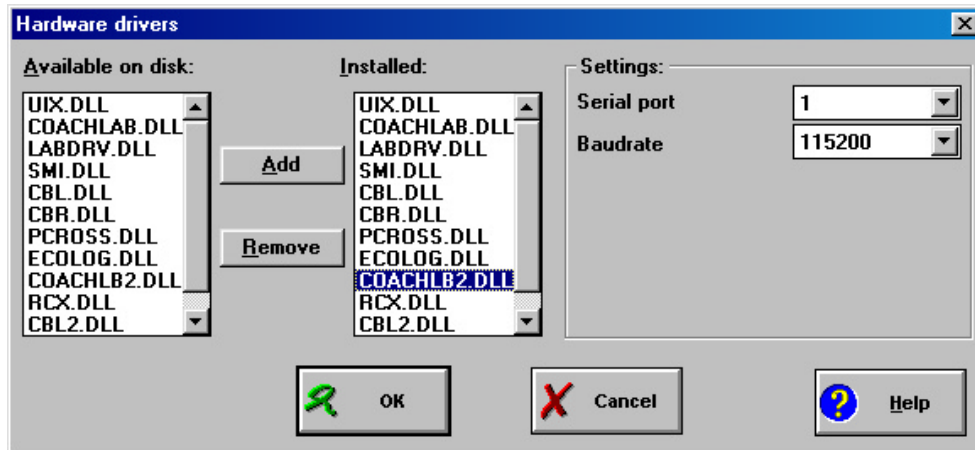 Hardware drivers
Available on disk:
UIX.DLL
COACHLAB.DLL
LABDRV.DLL
SMI.DLL
CBL.DLL
CBR.DLL
PCROSS.DLL
ECOLOG.DLL
COACHLB2.DLL
RCX.DLL
CBL2.DLL
Add
Remove
Installed:
UIX.DLL
COACHLAB.DLL
LABDRV.DLL
SMI.DLL
CBL.DLL
CBR.DLL
PCROSS.DLL
ECOLOG.DLL
COACHLB2.DLL
RCX.DLL
CBL2.DLL
Settings:
Serial port 1
Baudrate 115200
OK
Cancel
? Help